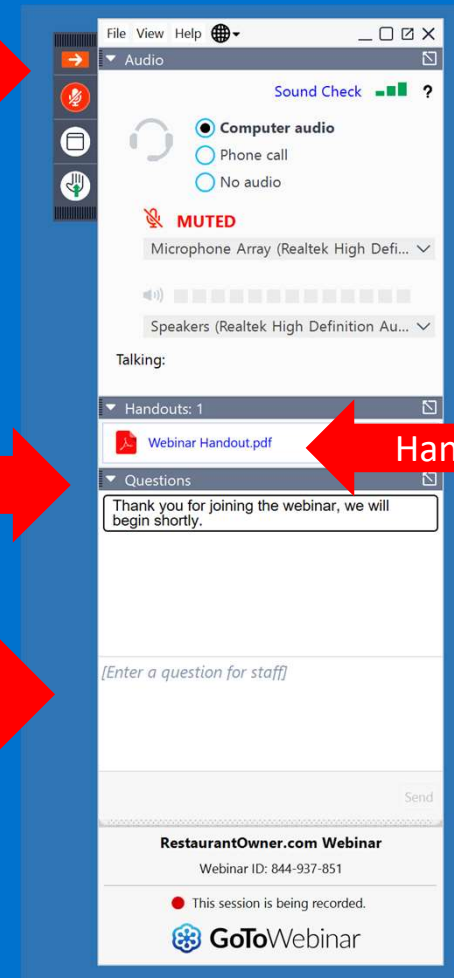 File View Help
Audio
Sound Check ?
Computer audio
Phone call
No audio
MUTED
Microphone Array (Realtek High Defi...
Speakers (Realtek High Definition Au...
Talking:
Handouts: 1
Webinar Handout.pdf
Han
Questions
Thank you for joining the webinar, we will
begin shortly.
[Enter a question for staff]
Send
RestaurantOwner.com Webinar
Webinar ID: 844-937-851
This session is being recorded.
GoToWebinar